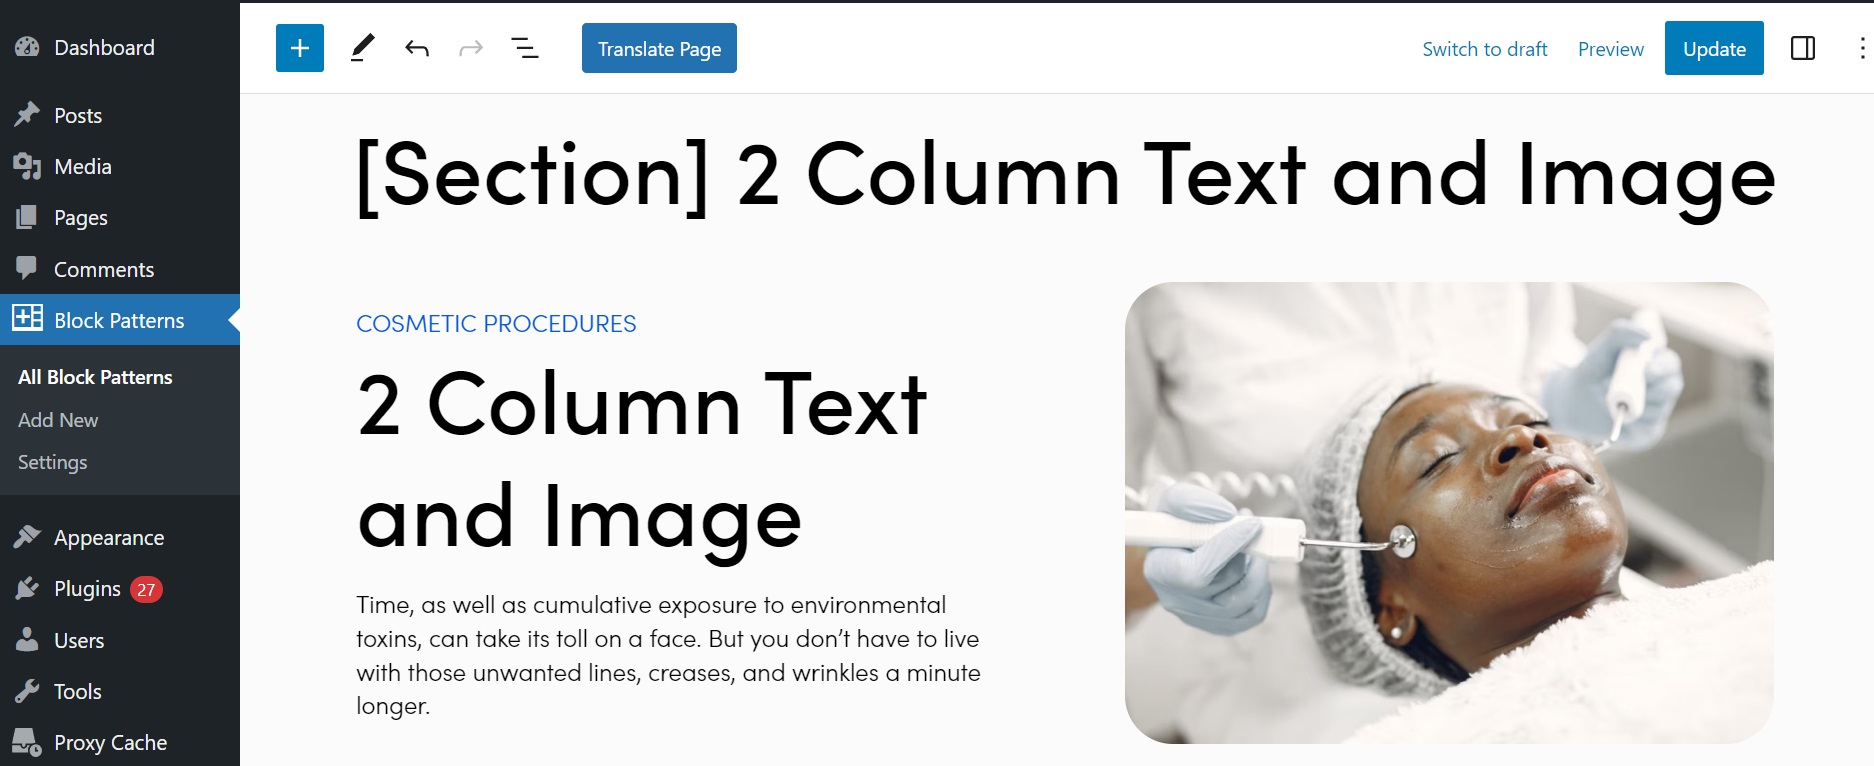 Dashboard
Posts
Media
Pages
Comments
Block Patterns
All Block Patterns
Add New
Settings
Appearance
Plugins 27
Users
Tools
Proxy Cache
Translate Page
Switch to draft
Preview
Update
[Section] 2 Column Text and Image
COSMETIC PROCEDURES
2 Column Text
and Image
Time, as well as cumulative exposure to environmental
toxins, can take its toll on a face. But you don’t have to live
with those unwanted lines, creases, and wrinkles a minute
longer.